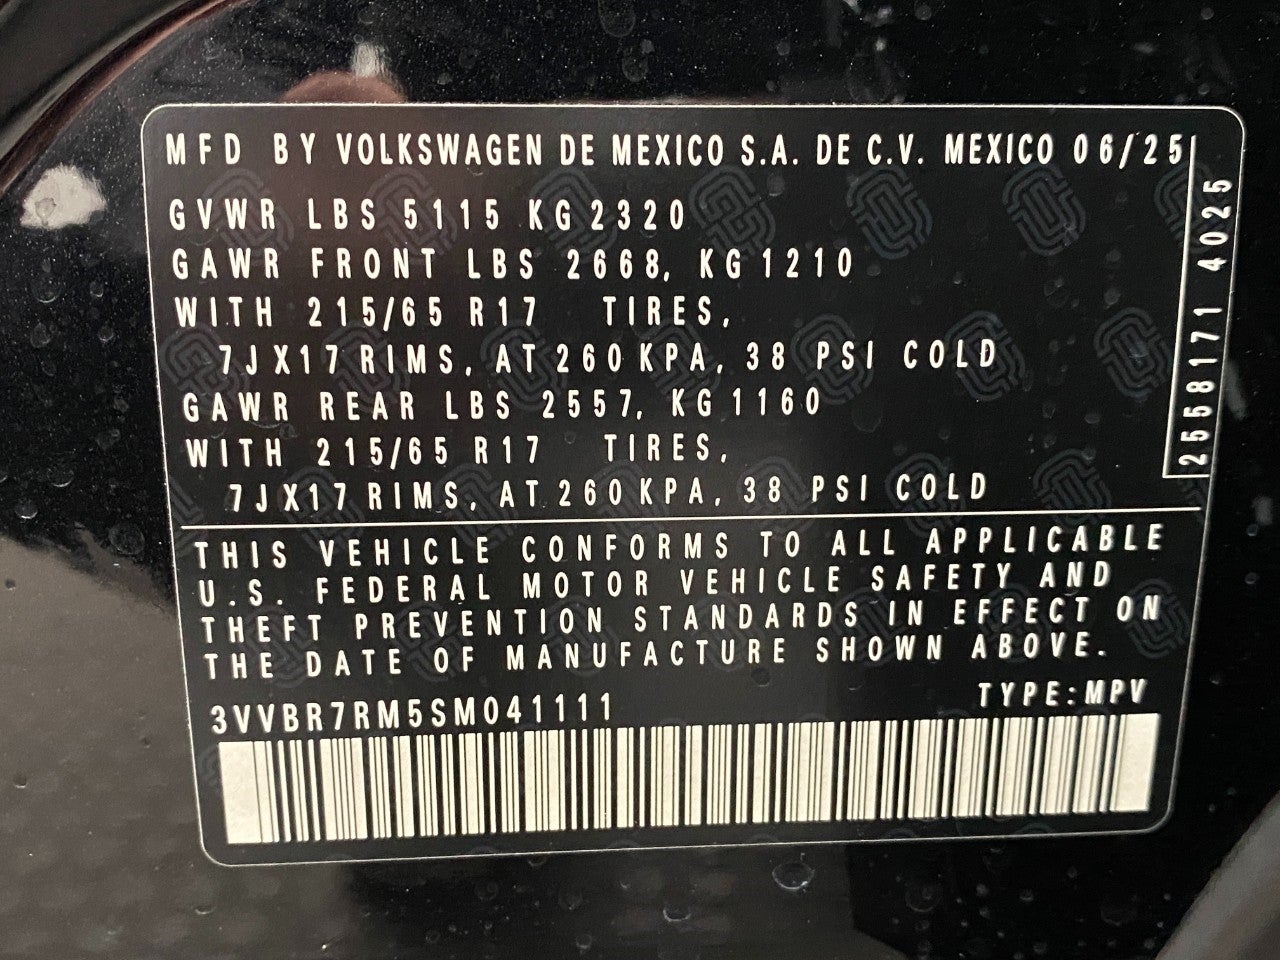 MFD BY VOLKSWAGEN DE MEXICO S.A. DE C.V. MEXICO 06/25
GVWR LBS 5115 KG 2320
GAWR FRONT LBS 2668, KG 1210
WITH 215/65 R17 TIRES,
7JX17 RIMS, AT 260 KPA, 38 PSI COLD
GAWR REAR LBS 2557, KG 1160
WITH 215/65 R17 TIRES,
7JX17 RIMS, AT 260 KPA, 38 PSI COLD
2558171 4025
THIS VEHICLE CONFORMS TO ALL APPLICABLE
U.S. FEDERAL MOTOR VEHICLE SAFETY AND
THEFT PREVENTION STANDARDS IN EFFECT ON
THE DATE OF MANUFACTURE SHOWN ABOVE.
3VVBR7RM5SM041111 TYPE:MPV